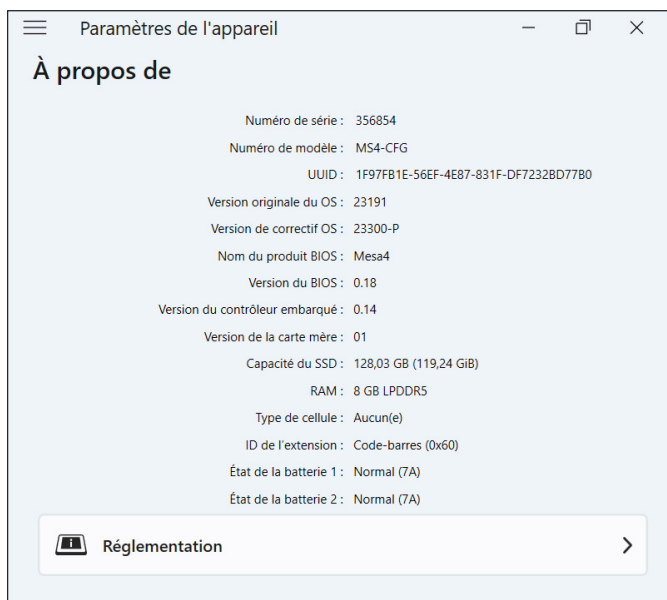 Paramètres de l'appareil
À propos de
Numéro de série : 356854
Numéro de modèle : MS4-CFG
UUID : 1F97FB1E-56EF-4E87-831F-DF7232BD77B0
Version originale du OS : 23191
Version de correctif OS : 23300-P
Nom du produit BIOS : Mesa4
Version du BIOS : 0.18
Version du contrôleur embarqué : 0.14
Version de la carte mère : 01
Capacité du SSD : 128,03 GB (119,24 GiB)
RAM : 8 GB LPDDR5
Type de cellule : Aucun(e)
ID de l'extension : Code-barres (0x60)
État de la batterie 1 : Normal (7A)
État de la batterie 2 : Normal (7A)
Réglementation